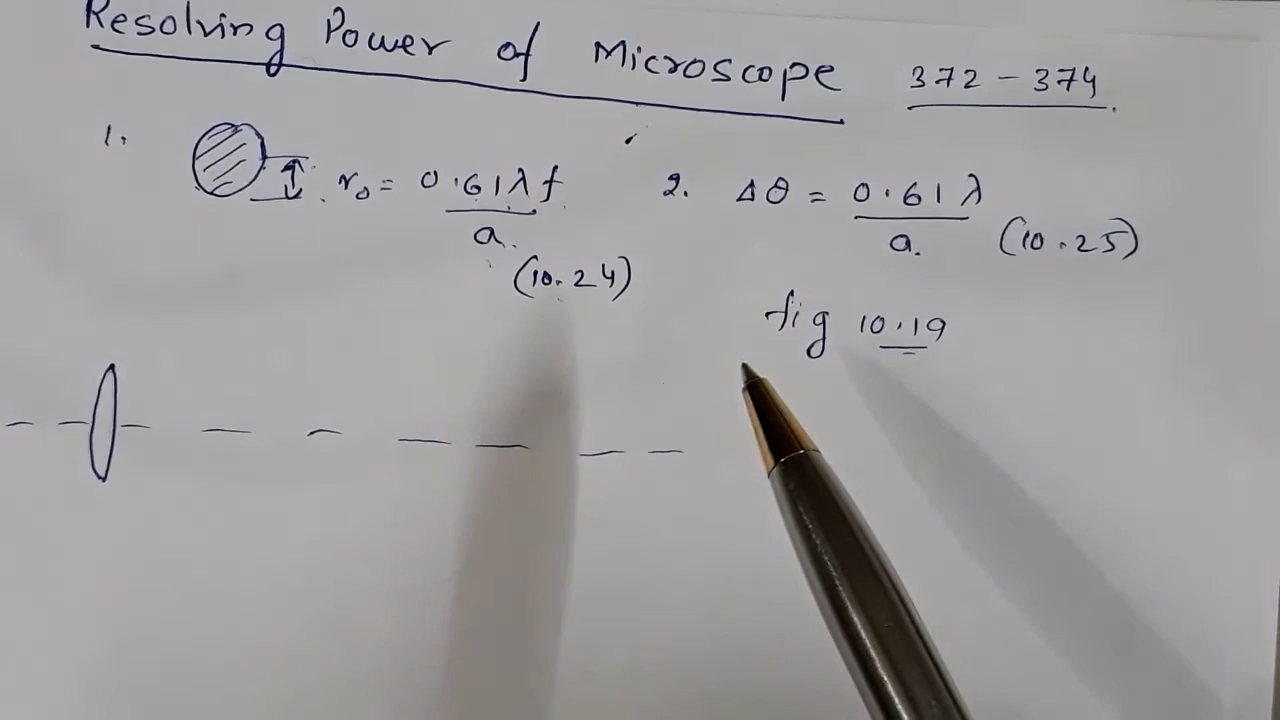 Resolving Power of Microscope 372 - 374
1. r₀ = 0.61λf / a 2. Δθ = 0.61λ / a (10.25)
(10.24)
fig 10.19